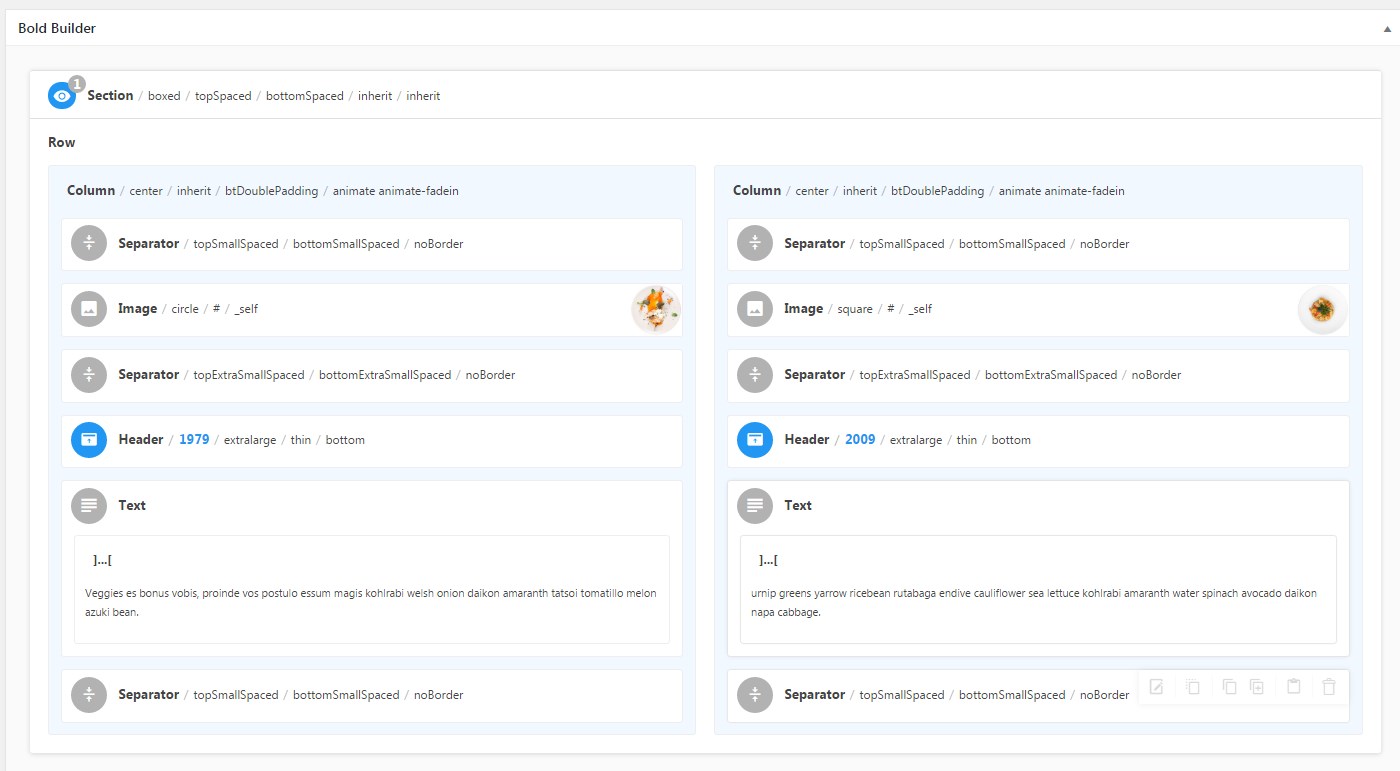 Bold Builder
1
Section / boxed / topSpaced / bottomSpaced / inherit / inherit
Row
Column / center / inherit / btDoublePadding / animate animate-fadein
Separator / topSmallSpaced / bottomSmallSpaced / noBorder
Image / circle / # / _self
Separator / topExtraSmallSpaced / bottomExtraSmallSpaced / noBorder
Header / 1979 / extralarge / thin / bottom
Text
]...[
Veggies es bonus vobis, proinde vos postulo essum magis kohlrabi welsh onion daikon amaranth tatsoi tomatillo melon
azuki bean.
Separator / topSmallSpaced / bottomSmallSpaced / noBorder
Column / center / inherit / btDoublePadding / animate animate-fadein
Separator / topSmallSpaced / bottomSmallSpaced / noBorder
Image / square / # / _self
Separator / topExtraSmallSpaced / bottomExtraSmallSpaced / noBorder
Header / 2009 / extralarge / thin / bottom
Text
]...[
urnip greens yarrow ricebean rutabaga endive cauliflower sea lettuce kohlrabi amaranth water spinach avocado daikon
napa cabbage.
Separator / topSmallSpaced / bottomSmallSpaced / noBorder